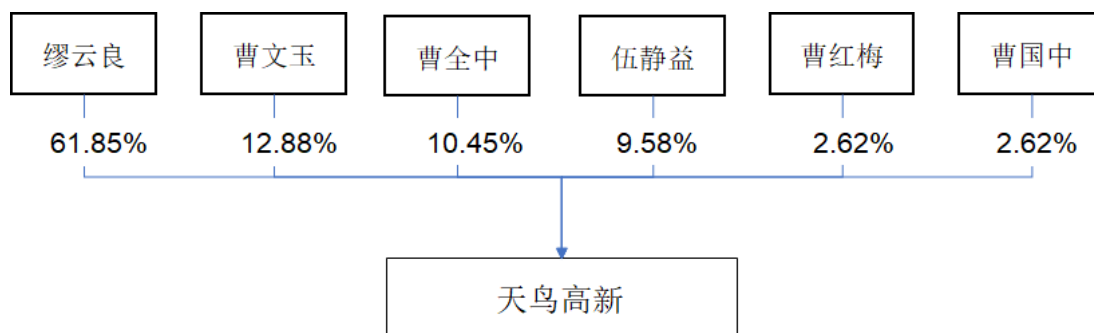 缪云良 曹文玉 曹全中 伍静益 曹红梅 曹国中
61.85% 12.88% 10.45% 9.58% 2.62% 2.62%
天鸟高新